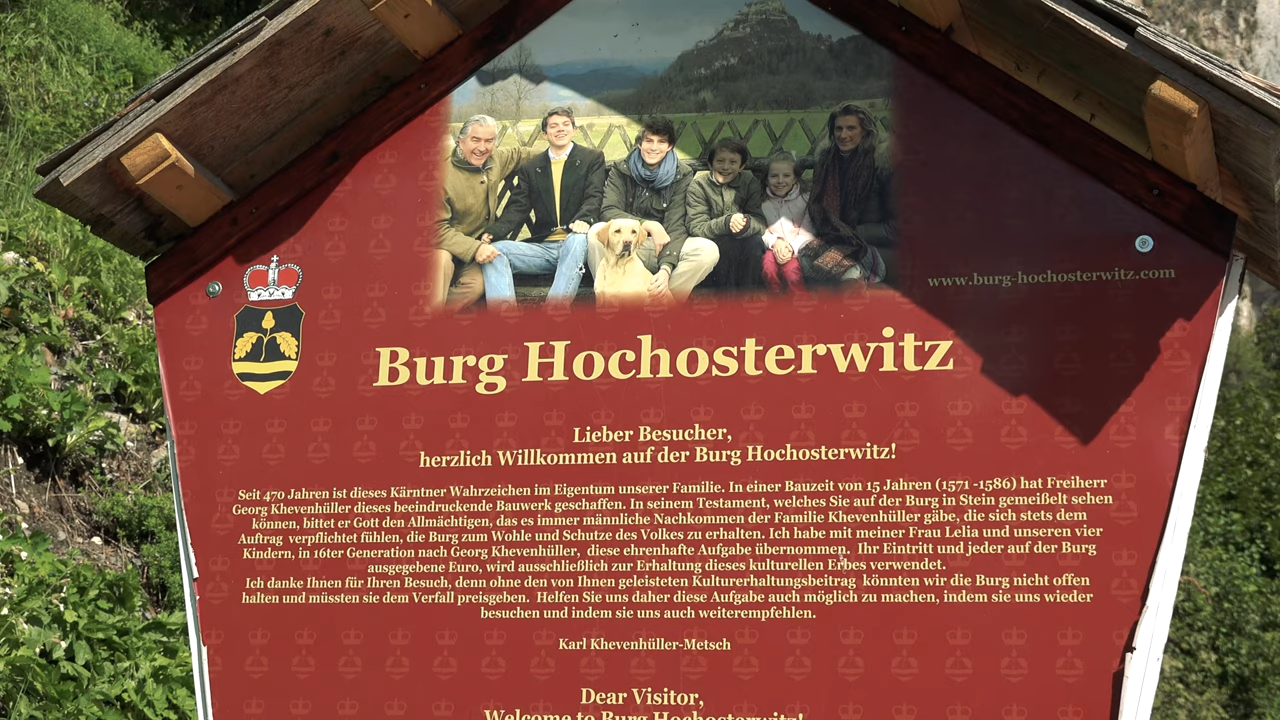 www.burg-hochosterwitz.com
Burg Hochosterwitz
Lieber Besucher,
herzlich Willkommen auf der Burg Hochosterwitz!
Seit 470 Jahren ist dieses Kärntner Wahrzeichen im Eigentum unserer Familie. In einer Bauzeit von 15 Jahren (1571 -1586) hat Freiherr
Georg Khevenhüller dieses beeindruckende Bauwerk geschaffen. In seinem Testament, welches Sie auf der Burg in Stein gemeißelt sehen
können, bittet er Gott den Allmächtigen, das es immer männliche Nachkommen der Familie Khevenhüller gäbe, die sich stets dem
Auftrag verpflichtet fühlen, die Burg zum Wohle und Schutze des Volkes zu erhalten. Ich habe mit meiner Frau Lelia und unseren vier
Kindern, in 16ter Generation nach Georg Khevenhüller, diese ehrenhafte Aufgabe übernommen. Ihr Eintritt und jeder auf der Burg
ausgegebene Euro, wird ausschließlich zur Erhaltung dieses kulturellen Erbes verwendet.
Ich danke Ihnen für Ihren Besuch, denn ohne den von Ihnen geleisteten Kulturerhaltungsbeitrag könnten wir die Burg nicht offen
halten und müssten sie dem Verfall preisgeben. Helfen Sie uns daher diese Aufgabe auch möglich zu machen, indem sie uns wieder
besuchen und indem sie uns auch weiterempfehlen.
Karl Khevenhüller-Metsch
Dear Visitor,
Welcome to Burg Hochosterwitz!